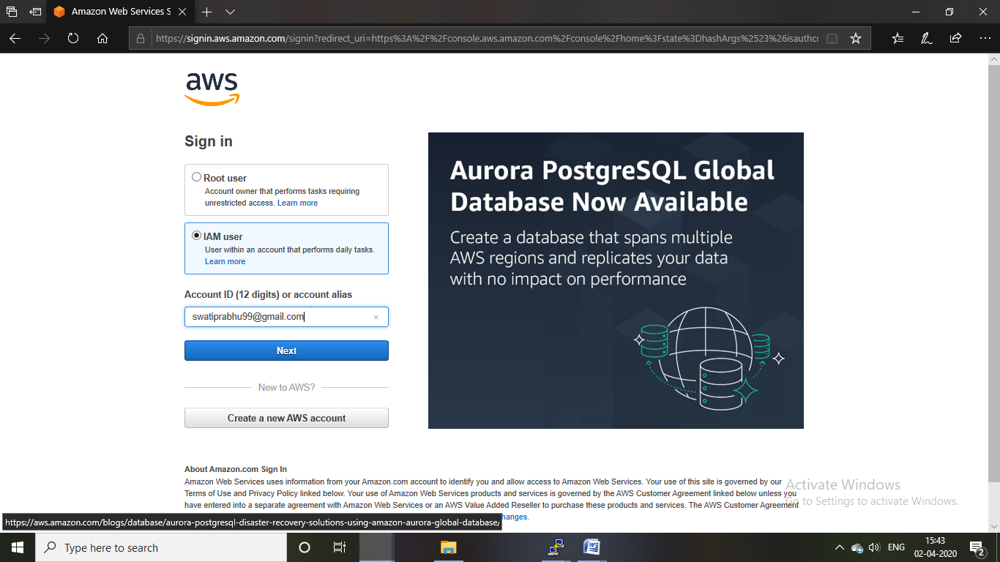 Amazon Web Services S
https://signin.aws.amazon.com/signin?redirect_uri=https%3A%2F%2Fconsole.aws.amazon.com%2Fconsole%2Fhome%3Fstate%3DhashArgs%2523%26isauthcc
aws
Sign in
Root user
Account owner that performs tasks requiring
unrestricted access. Learn more
IAM user
User within an account that performs daily tasks.
Learn more
Account ID (12 digits) or account alias
swatiprabhu99@gmail.com
Next
New to AWS?
Create a new AWS account
Aurora PostgreSQL Global
Database Now Available
Create a database that spans multiple
AWS regions and replicates your data
with no impact on performance
About Amazon.com Sign In
Amazon Web Services uses information from your Amazon.com account to identify you and allow access to Amazon Web Services. Your use of this site is governed by our
Terms of Use and Privacy Policy linked below. Your use of Amazon Web Services products and services is governed by the AWS Customer Agreement linked below unless you
have entered into a separate agreement with Amazon Web Services or an AWS Value Added Reseller to purchase these products and services. The AWS Customer Agreement
hanges.
Activate Windows
Go to Settings to activate Windows.
https://aws.amazon.com/blogs/database/aurora-postgresql-disaster-recovery-solutions-using-amazon-aurora-global-database/
Type here to search
ENG
15:43
02-04-2020
2